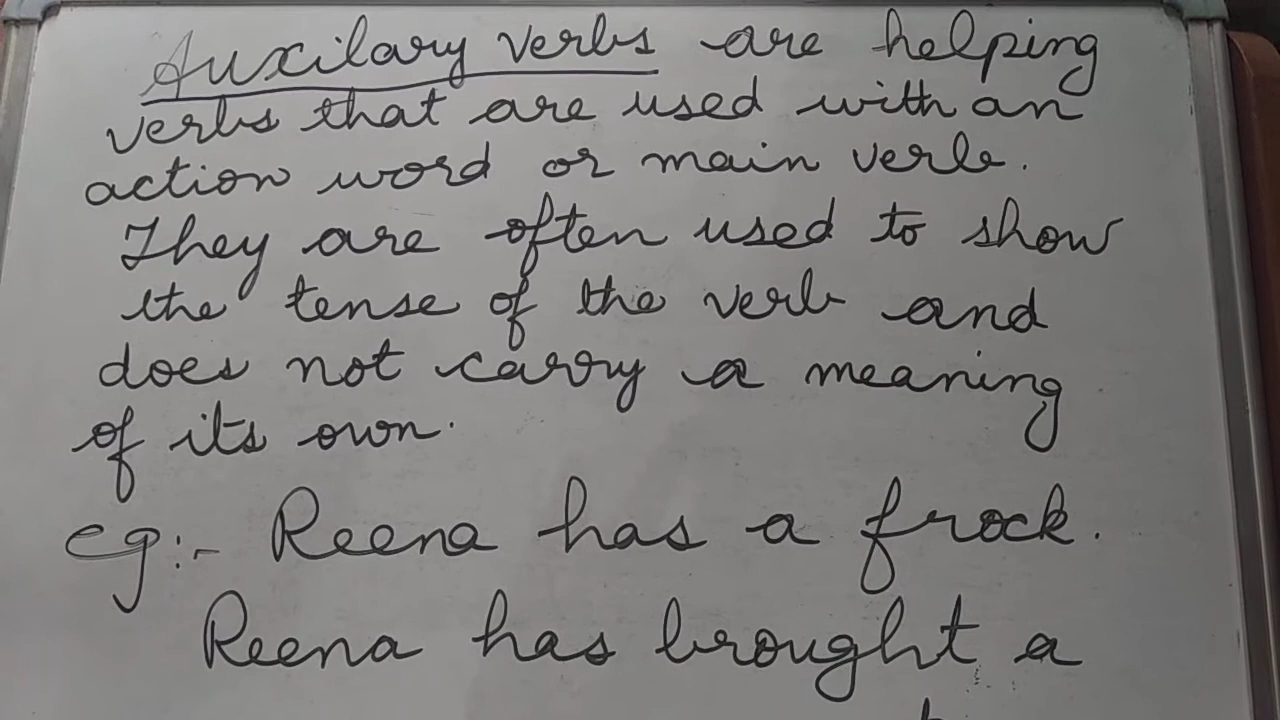 Auxilary verbs are helping
verbs that are used with an
action word or main verb.
They are often used to show
the tense of the verb and
does not carry a meaning
of its own.
eg:- Reena has a frock.
Reena has brought a